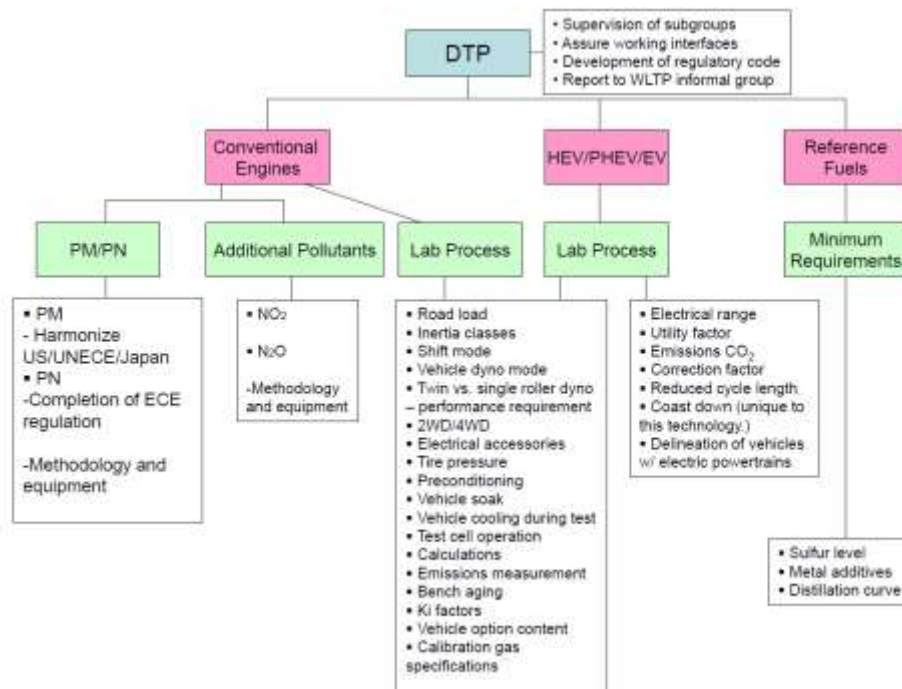 DTP
• Supervision of subgroups
• Assure working interfaces
• Development of regulatory code
• Report to WLTP informal group
Conventional
Engines
HEV/PHEV/EV
Reference
Fuels
PM/PN
Additional Pollutants
Lab Process
Lab Process
Minimum
Requirements
▪ PM
- Harmonize
US/UNECE/Japan
▪ PN
-Completion of ECE
regulation
-Methodology and
equipment
▪ NO₂
▪ N₂O
-Methodology
and equipment
▪ Road load
▪ Inertia classes
▪ Shift mode
▪ Vehicle dyno mode
▪ Twin vs. single roller dyno
– performance requirement
▪ 2WD/4WD
▪ Electrical accessories
▪ Tire pressure
▪ Preconditioning
▪ Vehicle soak
▪ Vehicle cooling during test
▪ Test cell operation
▪ Calculations
▪ Emissions measurement
▪ Bench aging
▪ Ki factors
▪ Vehicle option content
▪ Calibration gas
specifications
▪ Electrical range
▪ Utility factor
▪ Emissions CO₂
▪ Correction factor
▪ Reduced cycle length
▪ Coast down (unique to
this technology.)
▪ Delineation of vehicles
w/ electric powertrains
▪ Sulfur level
▪ Metal additives
▪ Distillation curve